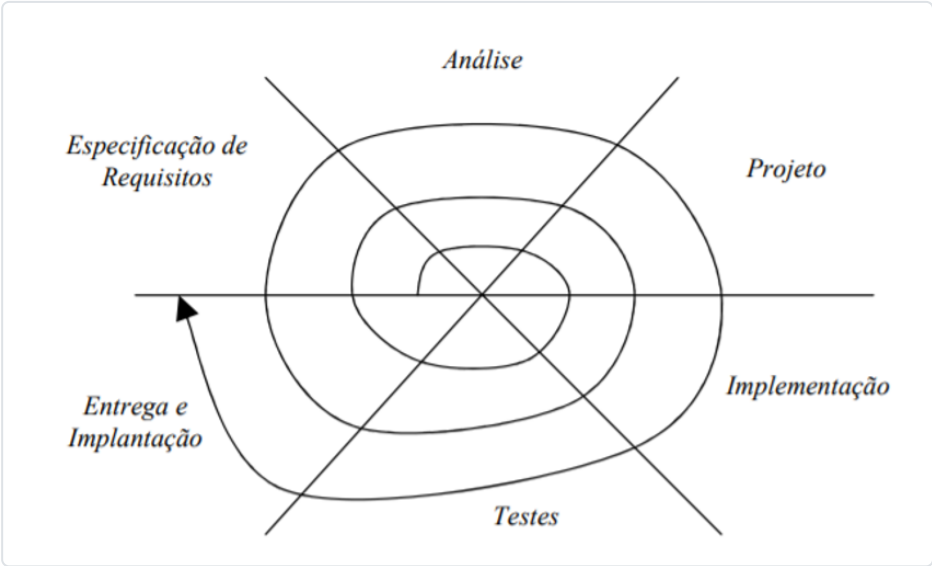 Análise
Especificação de
Requisitos
Projeto
Implementação
Entrega e
Implantação
Testes